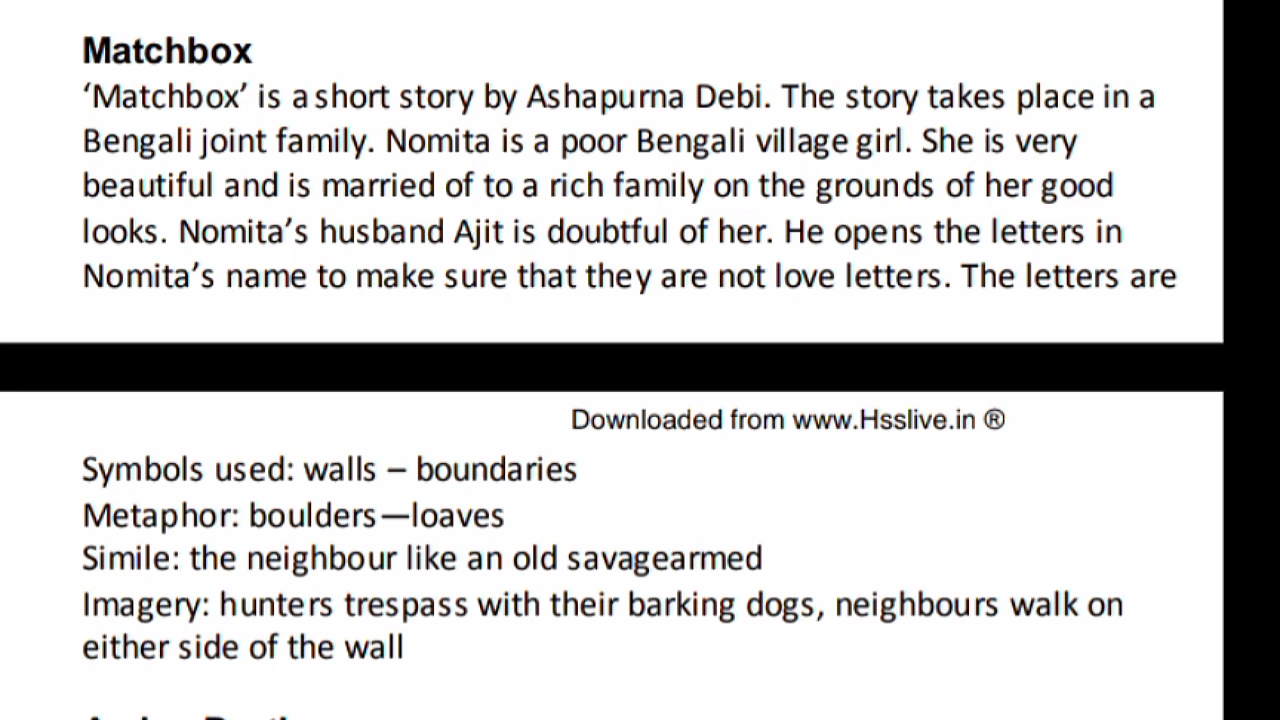 Matchbox
‘Matchbox’ is a short story by Ashapurna Debi. The story takes place in a
Bengali joint family. Nomita is a poor Bengali village girl. She is very
beautiful and is married of to a rich family on the grounds of her good
looks. Nomita’s husband Ajit is doubtful of her. He opens the letters in
Nomita’s name to make sure that they are not love letters. The letters are
Downloaded from www.Hsslive.in ®
Symbols used: walls – boundaries
Metaphor: boulders—loaves
Simile: the neighbour like an old savagearmed
Imagery: hunters trespass with their barking dogs, neighbours walk on
either side of the wall